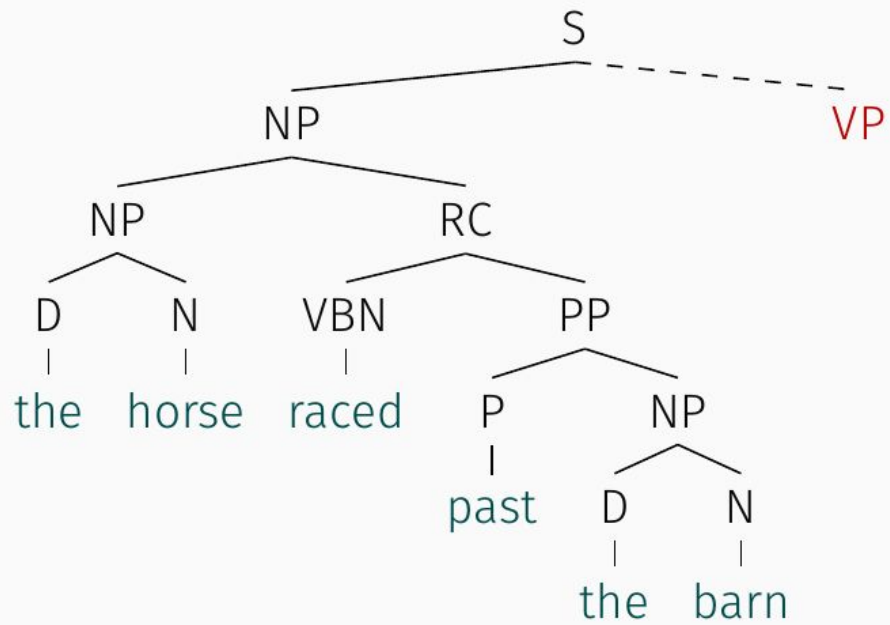 S
NP VP
NP RC
D N VBN PP
the horse raced P NP
past D N
the barn